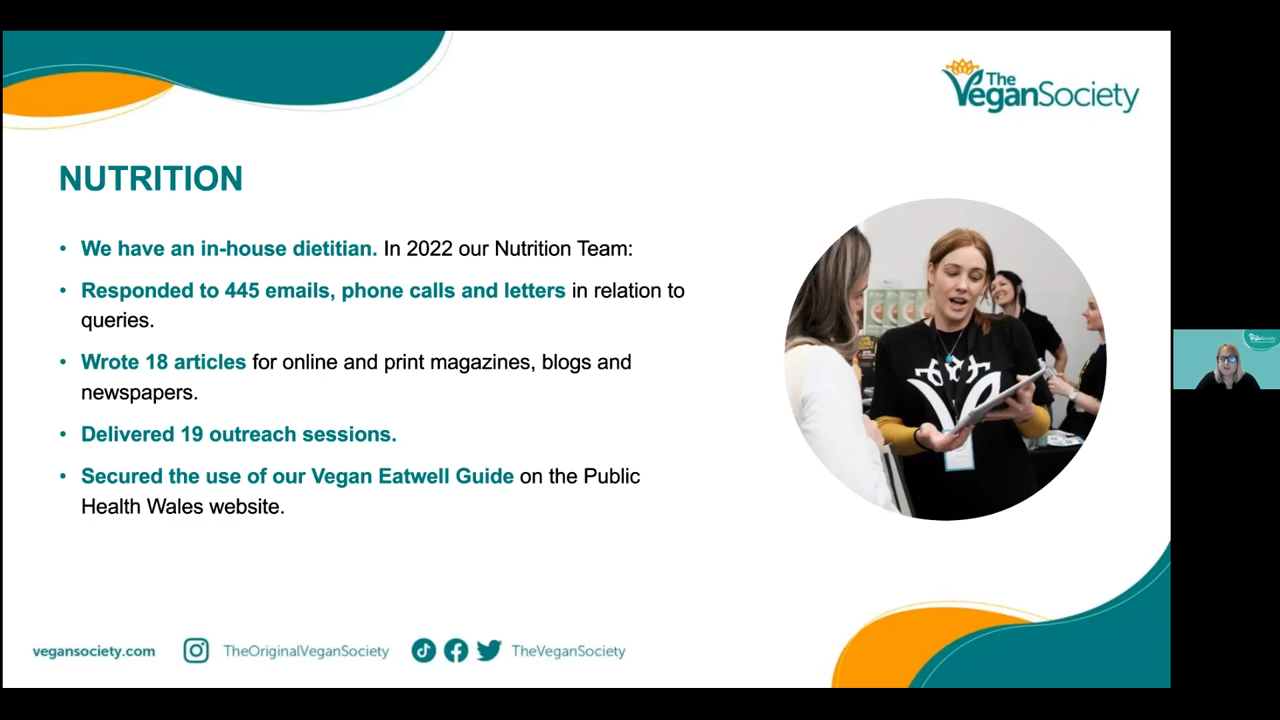 The
VeganSociety
NUTRITION
• We have an in-house dietitian. In 2022 our Nutrition Team:
• Responded to 445 emails, phone calls and letters in relation to
queries.
• Wrote 18 articles for online and print magazines, blogs and
newspapers.
• Delivered 19 outreach sessions.
• Secured the use of our Vegan Eatwell Guide on the Public
Health Wales website.
vegansociety.com TheOriginalVeganSociety TheVeganSociety